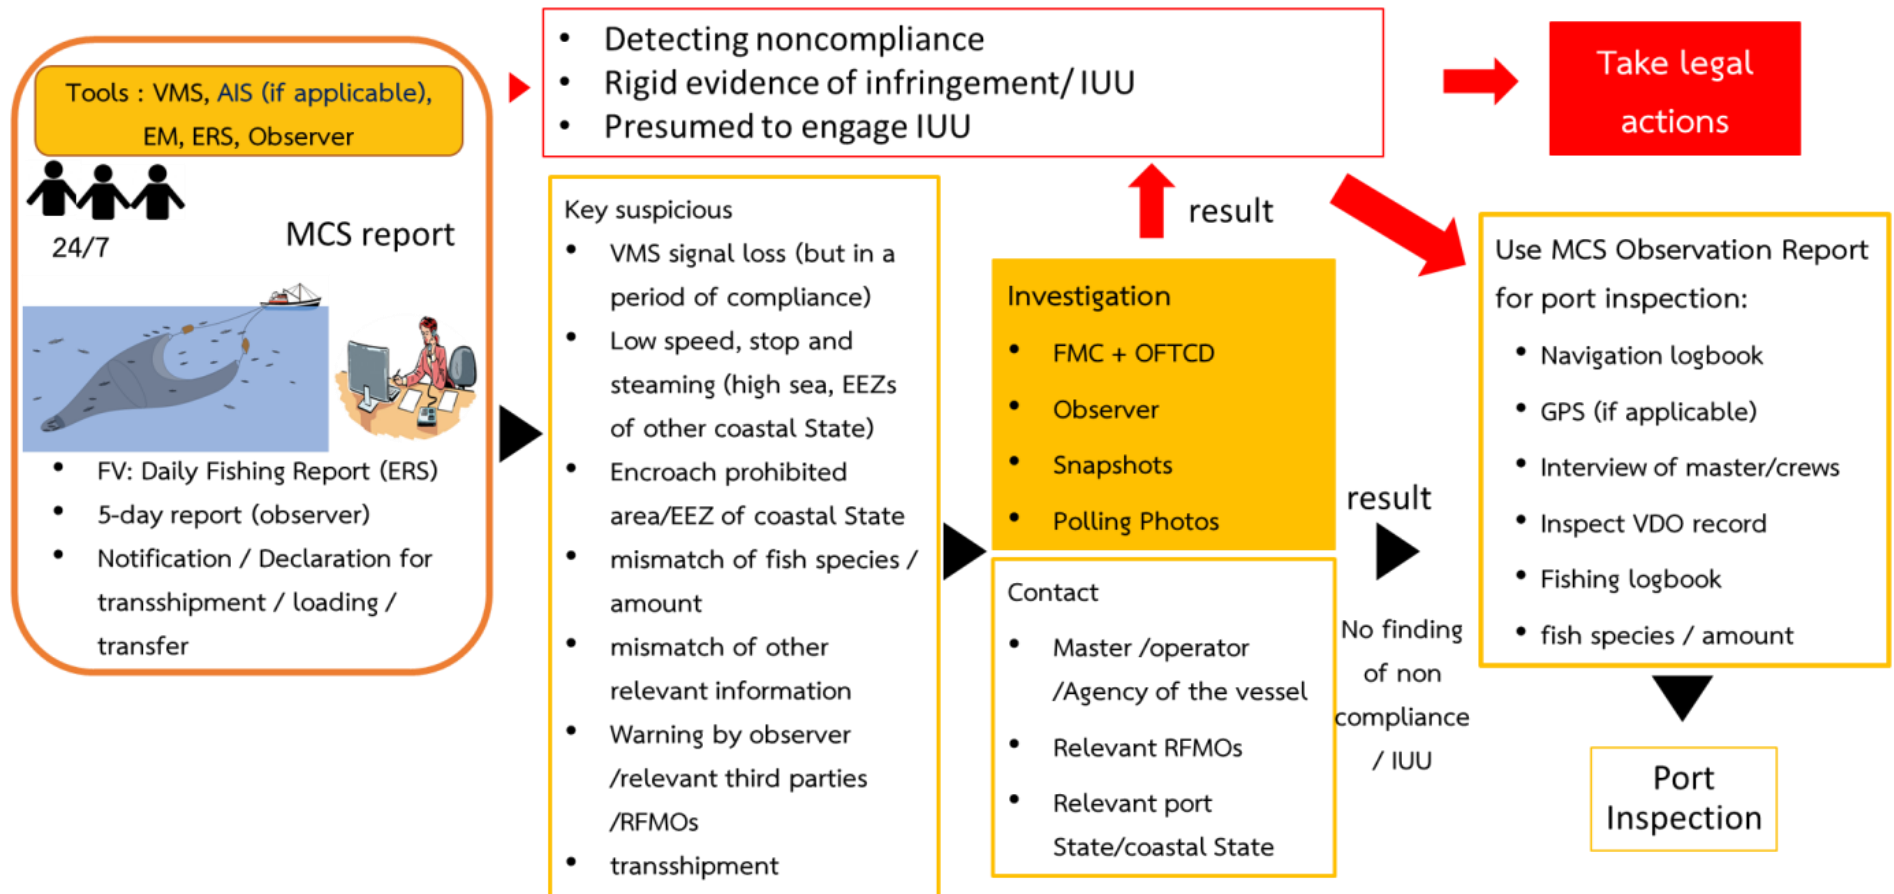 Tools : VMS, AIS (if applicable),
EM, ERS, Observer
24/7
MCS report
• FV: Daily Fishing Report (ERS)
• 5-day report (observer)
• Notification / Declaration for
transshipment / loading /
transfer
• Detecting noncompliance
• Rigid evidence of infringement/ IUU
• Presumed to engage IUU
Take legal
actions
Key suspicious
• VMS signal loss (but in a
period of compliance)
• Low speed, stop and
steaming (high sea, EEZs
of other coastal State)
• Encroach prohibited
area/EEZ of coastal State
• mismatch of fish species /
amount
• mismatch of other
relevant information
• Warning by observer
/relevant third parties
/RFMOs
• transshipment
result
Investigation
• FMC + OFTCD
• Observer
• Snapshots
• Polling Photos
Contact
• Master /operator
/Agency of the vessel
• Relevant RFMOs
• Relevant port
State/coastal State
result
No finding
of non
compliance
/ IUU
Use MCS Observation Report
for port inspection:
• Navigation logbook
• GPS (if applicable)
• Interview of master/crews
• Inspect VDO record
• Fishing logbook
• fish species / amount
Port
Inspection